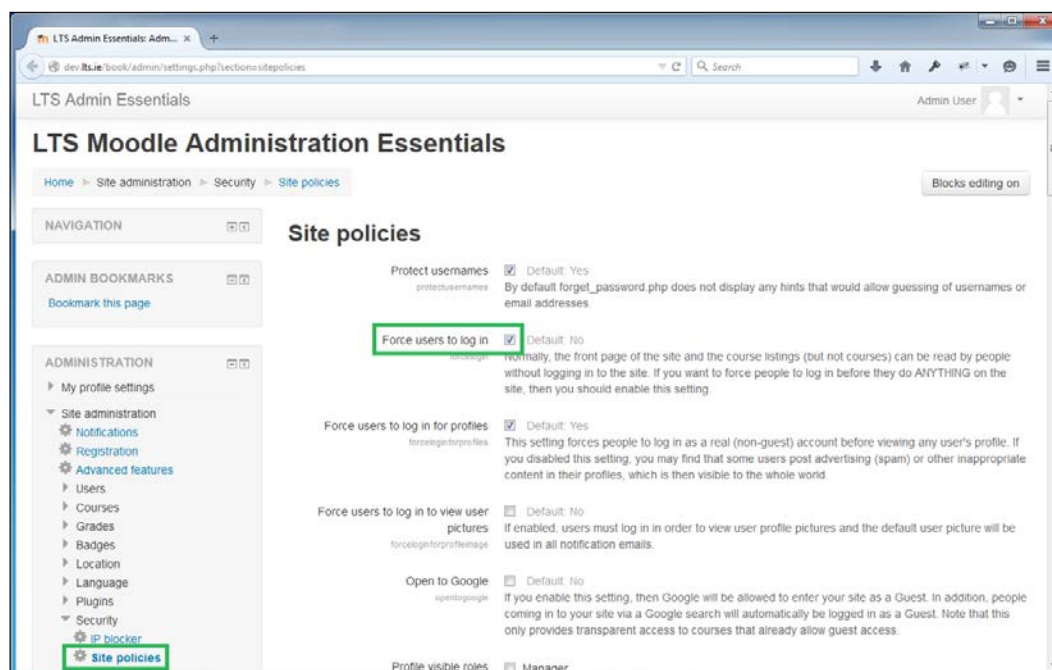 LTS Admin Essentials: Adm...
dev.lts.ie/book/admin/settings.php?section=sitepolicies
Search
LTS Admin Essentials
Admin User
LTS Moodle Administration Essentials
Home
Site administration
Security
Site policies
Blocks editing on
NAVIGATION
ADMIN BOOKMARKS
Bookmark this page
ADMINISTRATION
My profile settings
Site administration
Notifications
Registration
Advanced features
Users
Courses
Grades
Badges
Location
Language
Plugins
Security
IP blocker
Site policies
Site policies
Protect usernames
protectusernames
Default: Yes
By default forget_password.php does not display any hints that would allow guessing of usernames or
email addresses.
Force users to log in
forcelogin
Default: No
Normally, the front page of the site and the course listings (but not courses) can be read by people
without logging in to the site. If you want to force people to log in before they do ANYTHING on the
site, then you should enable this setting.
Force users to log in for profiles
forceloginforprofiles
Default: Yes
This setting forces people to log in as a real (non-guest) account before viewing any user's profile. If
you disabled this setting, you may find that some users post advertising (spam) or other inappropriate
content in their profiles, which is then visible to the whole world.
Force users to log in to view user
pictures
forceloginforprofileimage
Default: No
If enabled, users must log in in order to view user profile pictures and the default user picture will be
used in all notification emails.
Open to Google
opentogoogle
Default: No
If you enable this setting, then Google will be allowed to enter your site as a Guest. In addition, people
coming in to your site via a Google search will automatically be logged in as a Guest. Note that this
only provides transparent access to courses that already allow guest access.
Profile visible roles
Manager